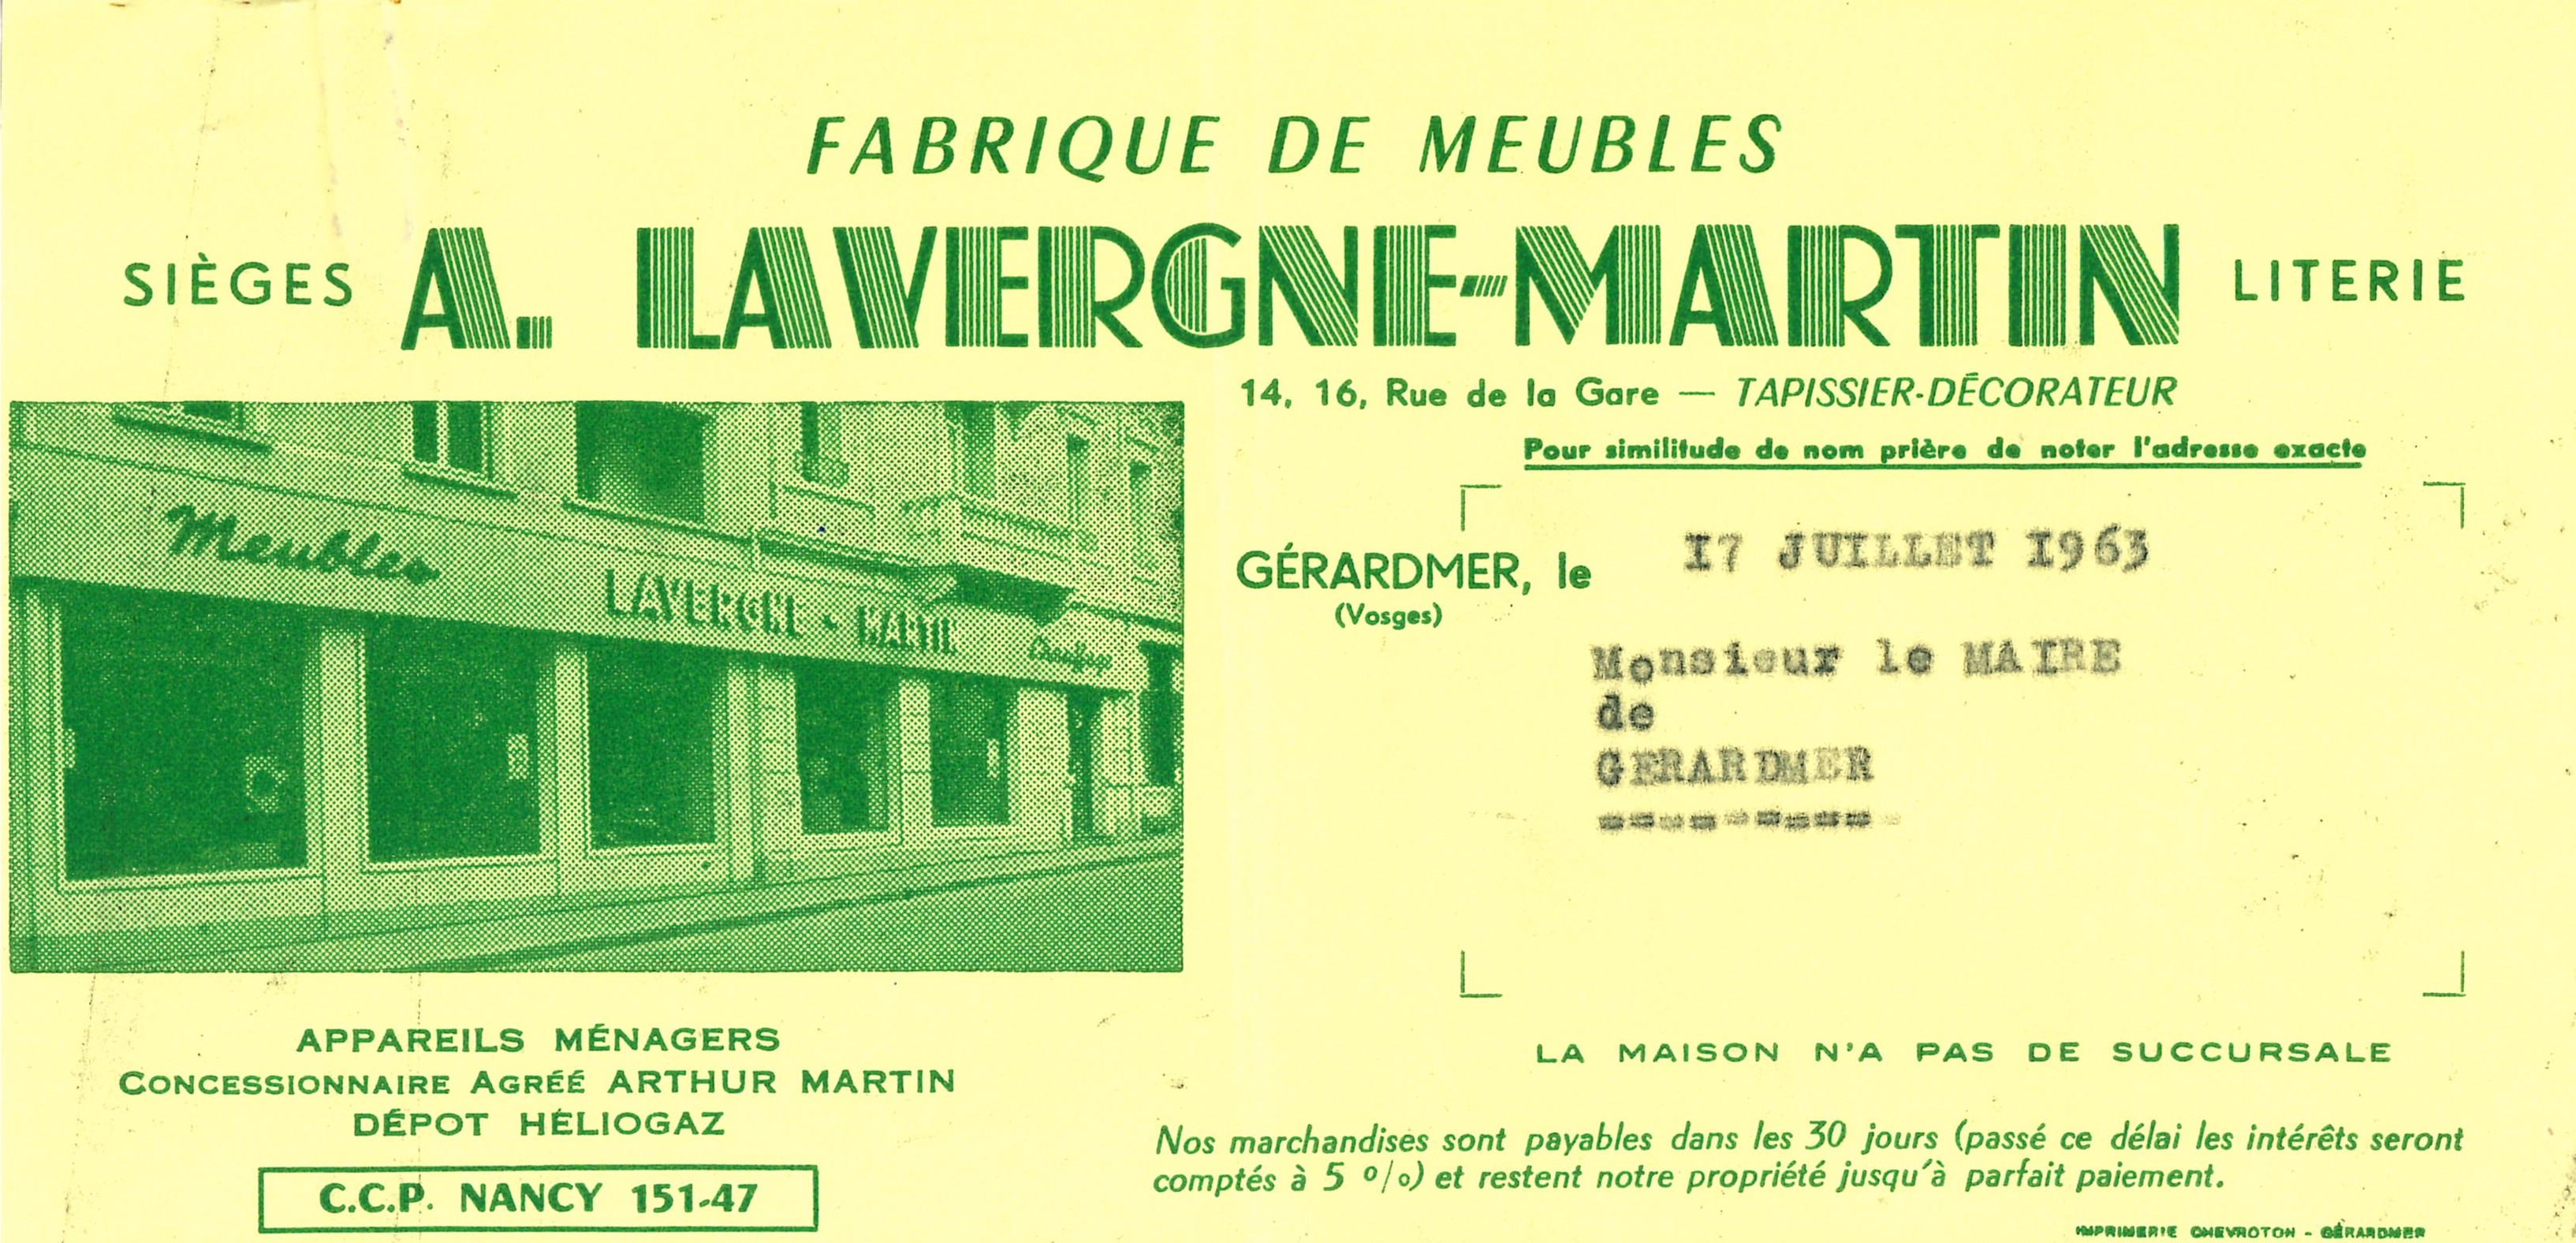 FABRIQUE DE MEUBLES
SIÈGES A. LAVERGNE-MARTIN LITERIE
14, 16, Rue de la Gare — TAPISSIER-DÉCORATEUR
Pour similitude de nom prière de noter l'adresse exacte
Meubles
LAVERGNE - MARTIN
Chauffage
GÉRARDMER, le 17 JUILLET 1963
(Vosges)
Monsieur le MAIRE
de
GERARDMER
=========
APPAREILS MÉNAGERS
CONCESSIONNAIRE AGRÉÉ ARTHUR MARTIN
DÉPOT HÉLIOGAZ
C.C.P. NANCY 151-47
LA MAISON N'A PAS DE SUCCURSALE
Nos marchandises sont payables dans les 30 jours (passé ce délai les intérêts seront
comptés à 5 %) et restent notre propriété jusqu'à parfait paiement.
IMPRIMERIE CHEVROTON - GÉRARDMER